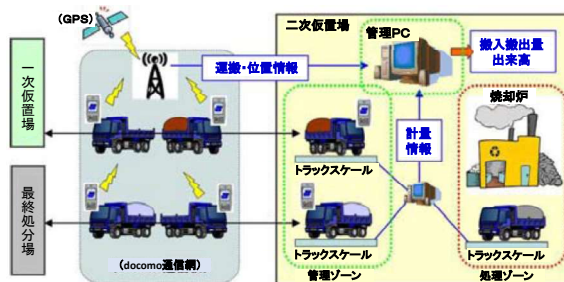 (GPS)
二次仮置場
管理PC
運搬・位置情報
搬入搬出量
出来高
一次仮置場
焼却炉
計量
情報
トラックスケール
最終処分場
トラックスケール
トラックスケール
(docomo通信網)
管理ゾーン
処理ゾーン